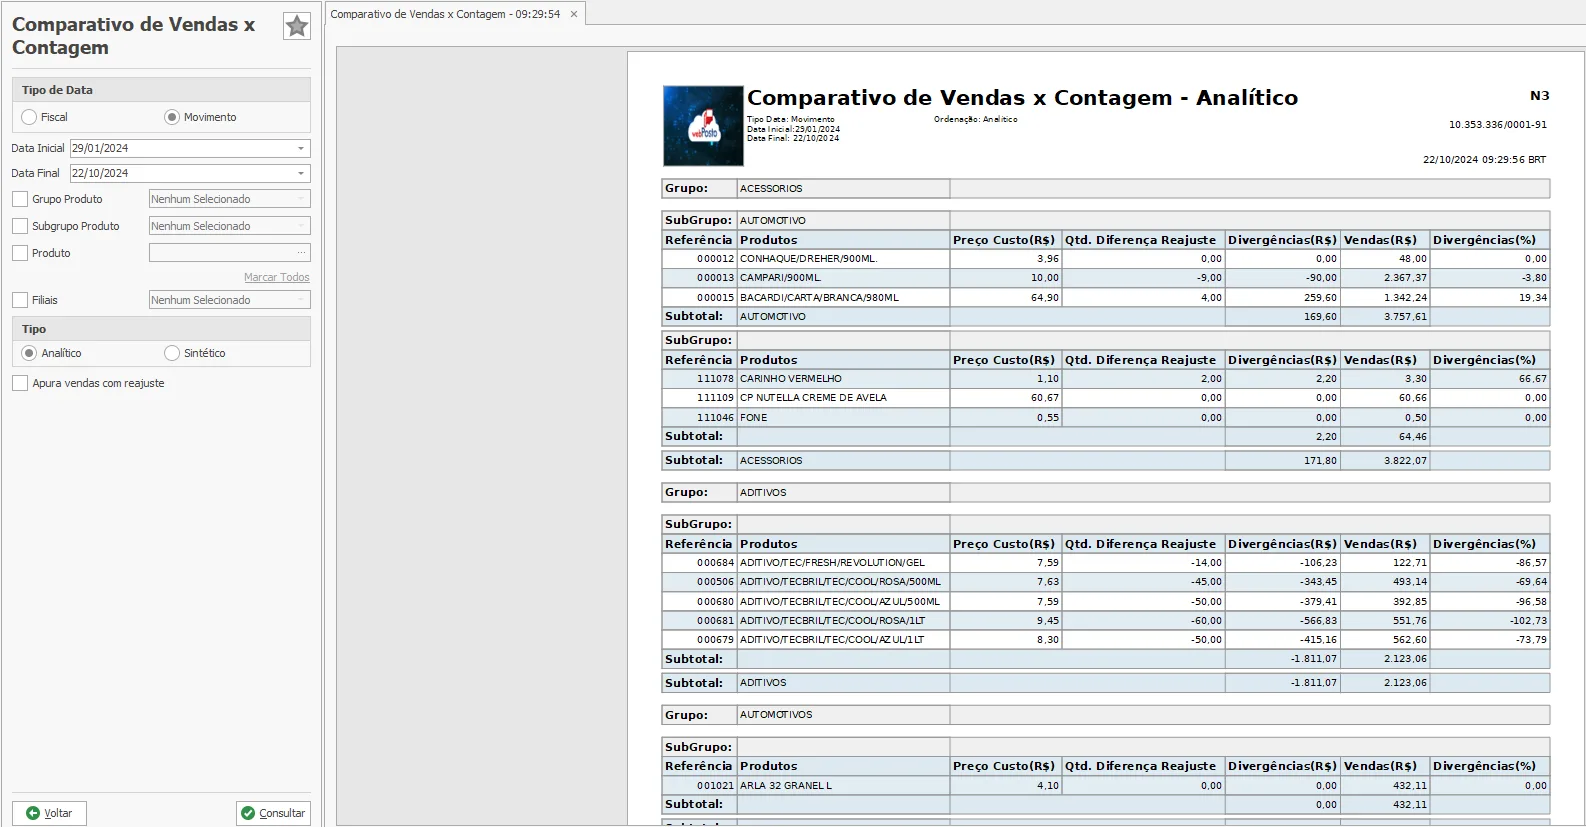 Comparativo de Vendas x
Contagem
Tipo de Data
Fiscal Movimento
Data Inicial 29/01/2024
Data Final 22/10/2024
Grupo Produto Nenhum Selecionado
Subgrupo Produto Nenhum Selecionado
Produto ...
Marcar Todos
Filiais Nenhum Selecionado
Tipo
Analítico Sintético
Apura vendas com reajuste
Voltar Consultar
Comparativo de Vendas x Contagem - 09:29:54 ×
webPosto
Comparativo de Vendas x Contagem - Analítico N3
Tipo Data: Movimento Ordenação: Analítico
Data Inicial:29/01/2024 10.353.336/0001-91
Data Final: 22/10/2024
22/10/2024 09:29:56 BRT
Grupo: ACESSORIOS
SubGrupo: AUTOMOTIVO
Referência Produtos Preço Custo(R$) Qtd. Diferença Reajuste Divergências(R$) Vendas(R$) Divergências(%)
000012 CONHAQUE/DREHER/900ML. 3,96 0,00 0,00 48,00 0,00
000013 CAMPARI/900ML. 10,00 -9,00 -90,00 2.367,37 -3,80
000015 BACARDI/CARTA/BRANCA/980ML 64,90 4,00 259,60 1.342,24 19,34
Subtotal: AUTOMOTIVO 169,60 3.757,61
SubGrupo:
Referência Produtos Preço Custo(R$) Qtd. Diferença Reajuste Divergências(R$) Vendas(R$) Divergências(%)
111078 CARINHO VERMELHO 1,10 2,00 2,20 3,30 66,67
111109 CP NUTELLA CREME DE AVELA 60,67 0,00 0,00 60,66 0,00
111046 FONE 0,55 0,00 0,00 0,50 0,00
Subtotal: 2,20 64,46
Subtotal: ACESSORIOS 171,80 3.822,07
Grupo: ADITIVOS
SubGrupo:
Referência Produtos Preço Custo(R$) Qtd. Diferença Reajuste Divergências(R$) Vendas(R$) Divergências(%)
000684 ADITIVO/TEC/FRESH/REVOLUTION/GEL 7,59 -14,00 -106,23 122,71 -86,57
000506 ADITIVO/TECBRIL/TEC/COOL/ROSA/500ML 7,63 -45,00 -343,45 493,14 -69,64
000680 ADITIVO/TECBRIL/TEC/COOL/AZUL/500ML 7,59 -50,00 -379,41 392,85 -96,58
000681 ADITIVO/TECBRIL/TEC/COOL/ROSA/1LT 9,45 -60,00 -566,83 551,76 -102,73
000679 ADITIVO/TECBRIL/TEC/COOL/AZUL/1LT 8,30 -50,00 -415,16 562,60 -73,79
Subtotal: -1.811,07 2.123,06
Subtotal: ADITIVOS -1.811,07 2.123,06
Grupo: AUTOMOTIVOS
SubGrupo:
Referência Produtos Preço Custo(R$) Qtd. Diferença Reajuste Divergências(R$) Vendas(R$) Divergências(%)
001021 ARLA 32 GRANEL L 4,10 0,00 0,00 432,11 0,00
Subtotal: 0,00 432,11